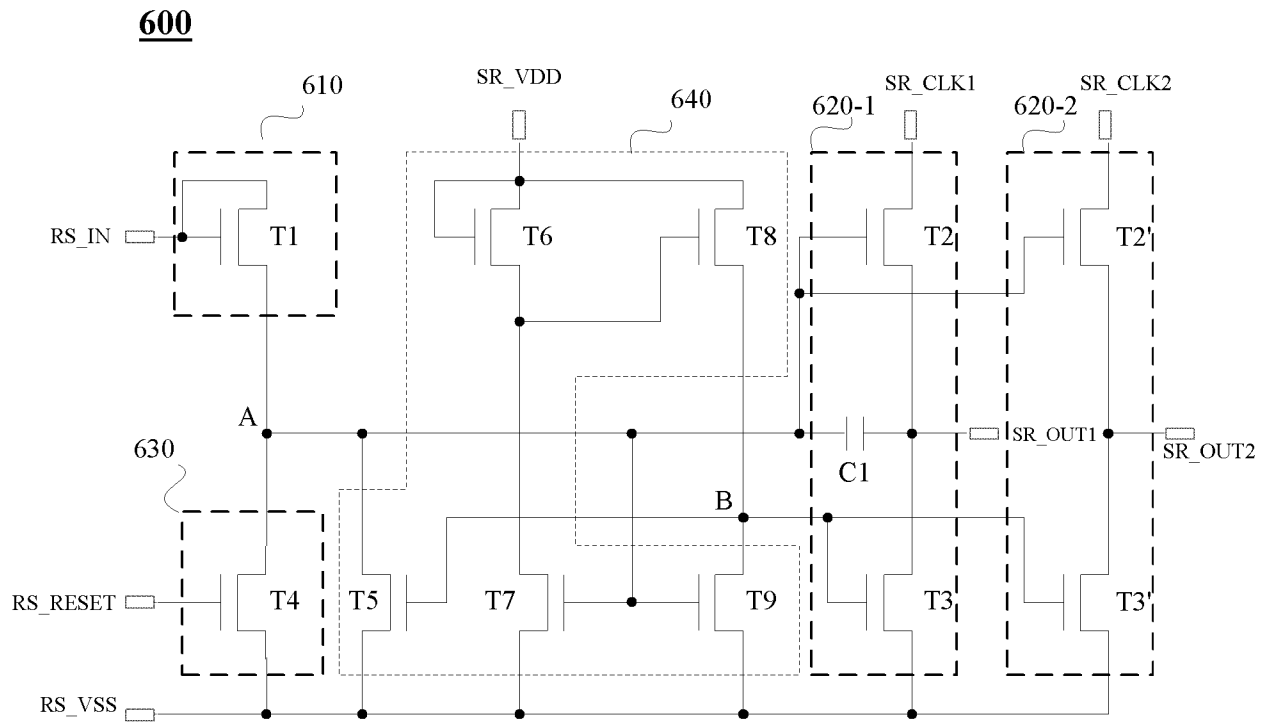 600
610
SR_VDD
640
620-1
SR_CLK1
620-2
SR_CLK2
RS_IN
T1
T6
T8
T2
T2'
A
SR_OUT1
SR_OUT2
C1
630
B
RS_RESET
T4
T5
T7
T9
T3
T3'
RS_VSS